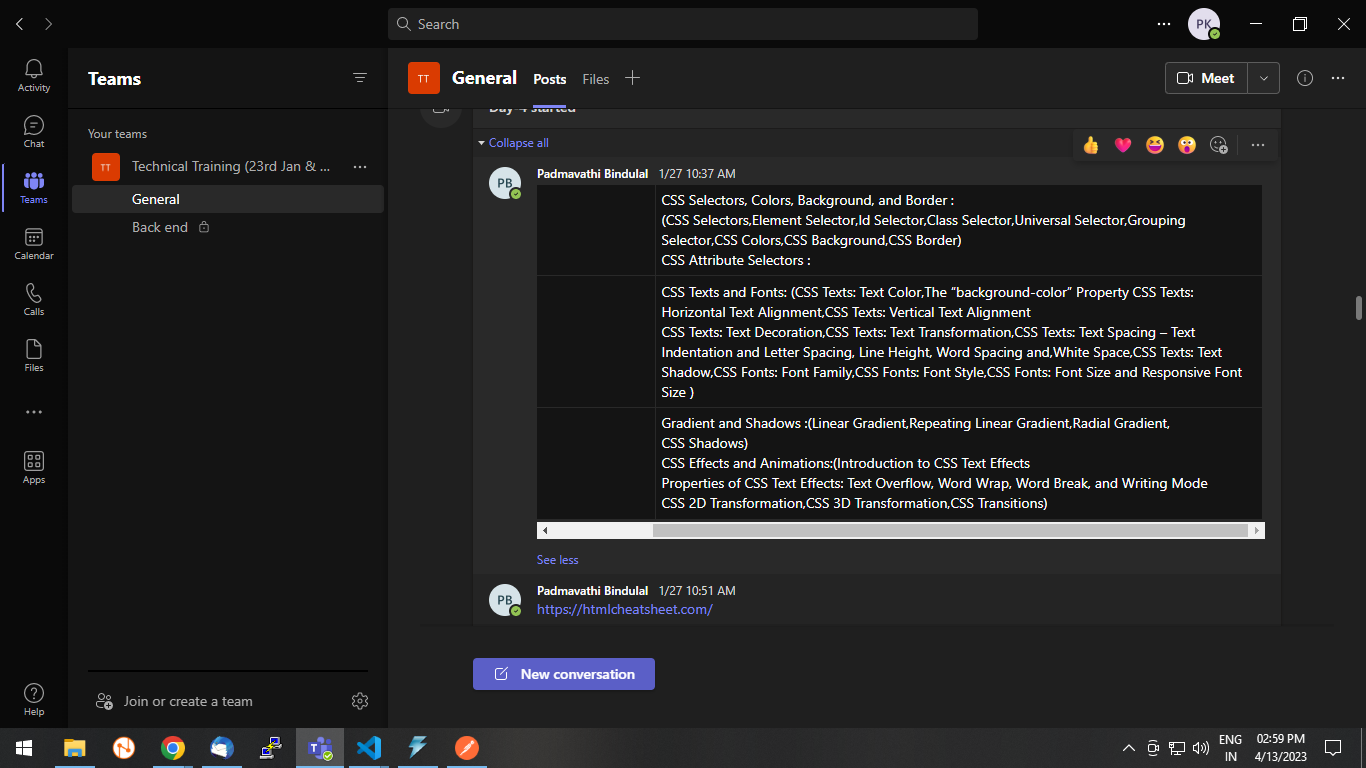 Search
PK
Activity
Chat
Teams
Calendar
Calls
Files
Apps
Help
Teams
Your teams
TT
Technical Training (23rd Jan & ...
General
Back end
Join or create a team
TT
General
Posts
Files
Meet
Day-4 started
Collapse all
PB
Padmavathi Bindulal 1/27 10:37 AM
CSS Selectors, Colors, Background, and Border :
(CSS Selectors,Element Selector,Id Selector,Class Selector,Universal Selector,Grouping
Selector,CSS Colors,CSS Background,CSS Border)
CSS Attribute Selectors :
CSS Texts and Fonts: (CSS Texts: Text Color,The “background-color” Property CSS Texts:
Horizontal Text Alignment,CSS Texts: Vertical Text Alignment
CSS Texts: Text Decoration,CSS Texts: Text Transformation,CSS Texts: Text Spacing – Text
Indentation and Letter Spacing, Line Height, Word Spacing and,White Space,CSS Texts: Text
Shadow,CSS Fonts: Font Family,CSS Fonts: Font Style,CSS Fonts: Font Size and Responsive Font
Size )
Gradient and Shadows :(Linear Gradient,Repeating Linear Gradient,Radial Gradient,
CSS Shadows)
CSS Effects and Animations:(Introduction to CSS Text Effects
Properties of CSS Text Effects: Text Overflow, Word Wrap, Word Break, and Writing Mode
CSS 2D Transformation,CSS 3D Transformation,CSS Transitions)
See less
PB
Padmavathi Bindulal 1/27 10:51 AM
https://htmlcheatsheet.com/
New conversation
ENG
IN
02:59 PM
4/13/2023